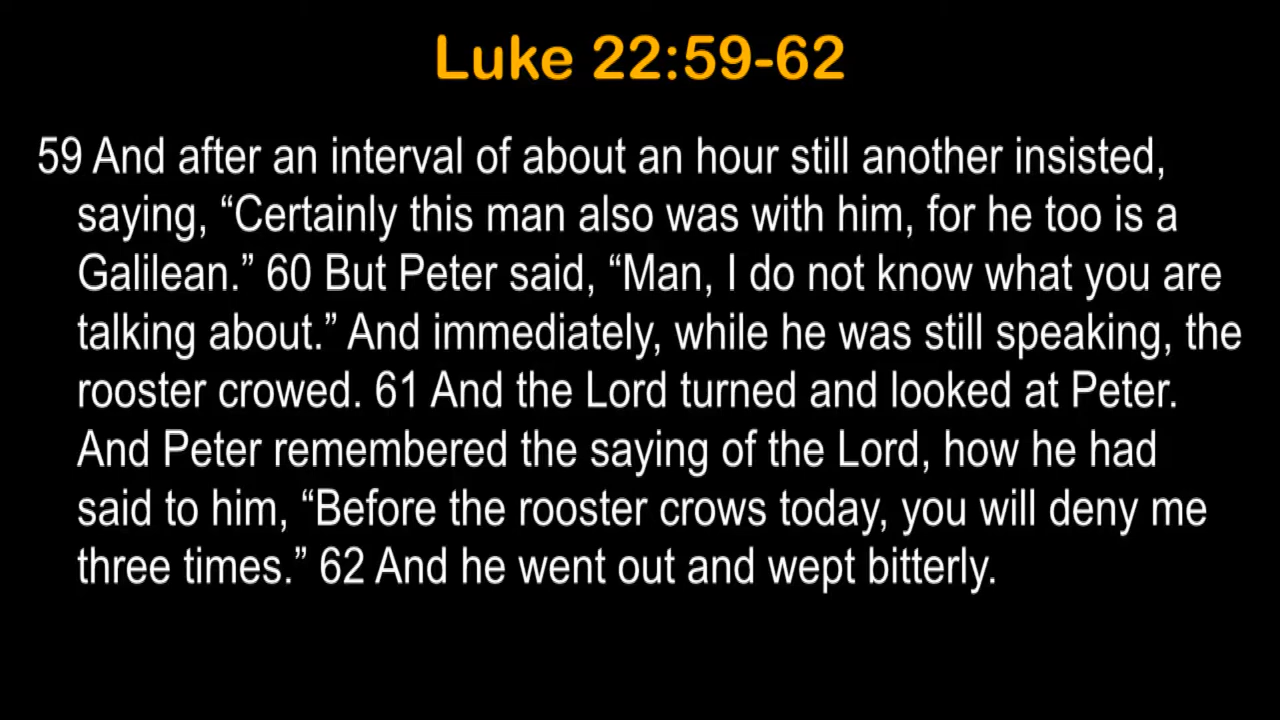 Luke 22:59-62
59 And after an interval of about an hour still another insisted,
saying, “Certainly this man also was with him, for he too is a
Galilean.” 60 But Peter said, “Man, I do not know what you are
talking about.” And immediately, while he was still speaking, the
rooster crowed. 61 And the Lord turned and looked at Peter.
And Peter remembered the saying of the Lord, how he had
said to him, “Before the rooster crows today, you will deny me
three times.” 62 And he went out and wept bitterly.